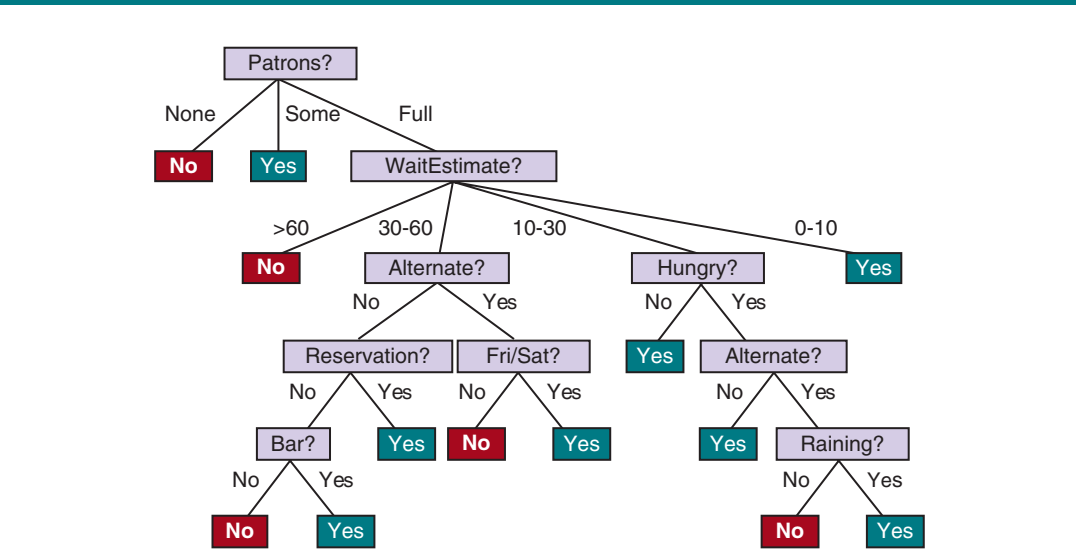 Patrons?
None Some Full
No Yes WaitEstimate?
>60 30-60 10-30 0-10
No Alternate? Hungry? Yes
No Yes No Yes
Reservation? Fri/Sat? Yes Alternate?
No Yes No Yes No Yes
Bar? Yes No Yes Yes Raining?
No Yes No Yes
No Yes No Yes